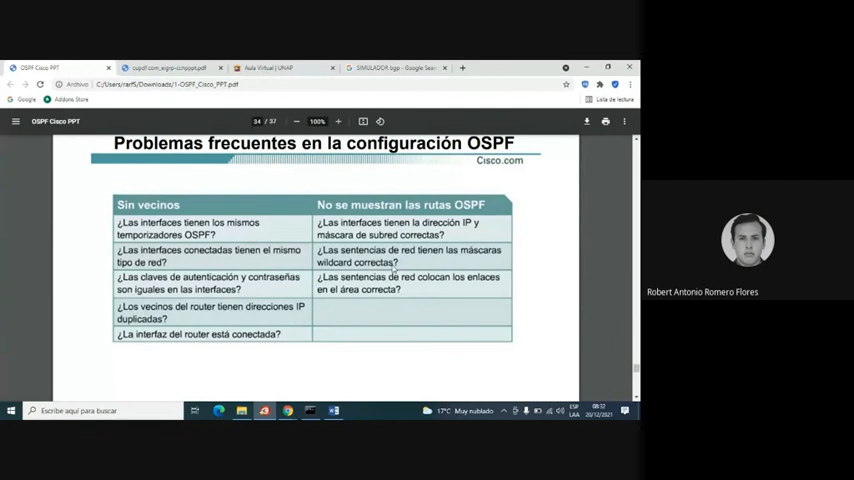 OSPF Cisco PPT
cupdf.com_eigrp-ccnpppt.pdf
Aula Virtual | UNAP
SIMULADOR bgp - Google Sear
Archivo
C:/Users/rarf5/Downloads/1-OSPF_Cisco_PPT.pdf
Google
Addons Store
Lista de lectura
OSPF Cisco PPT
34 / 37
100%
Problemas frecuentes en la configuración OSPF
Cisco.com
Sin vecinos
No se muestran las rutas OSPF
¿Las interfaces tienen los mismos
temporizadores OSPF?
¿Las interfaces tienen la dirección IP y
máscara de subred correctas?
¿Las interfaces conectadas tienen el mismo
tipo de red?
¿Las sentencias de red tienen las máscaras
wildcard correctas?
¿Las claves de autenticación y contraseñas
son iguales en las interfaces?
¿Las sentencias de red colocan los enlaces
en el área correcta?
¿Los vecinos del router tienen direcciones IP
duplicadas?
¿La interfaz del router está conectada?
Robert Antonio Romero Flores
Escribe aquí para buscar
17°C Muy nublado
ESP
LAA
08:32
20/12/2021